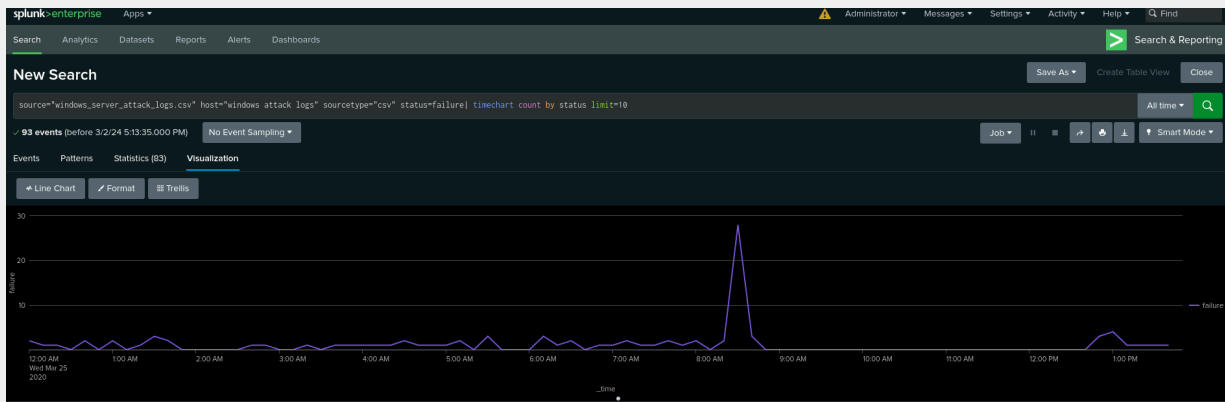 splunk>enterprise Apps Administrator Messages Settings Activity Help Find
Search Analytics Datasets Reports Alerts Dashboards Search & Reporting
New Search Save As Create Table View Close
source="windows_server_attack_logs.csv" host="windows attack logs" sourcetype="csv" status=failure| timechart count by status limit=10 All time
93 events (before 3/2/24 5:13:35.000 PM) No Event Sampling Job Smart Mode
Events Patterns Statistics (83) Visualization
Line Chart Format Trellis
30
20
10
failure
failure
12:00 AM 1:00 AM 2:00 AM 3:00 AM 4:00 AM 5:00 AM 6:00 AM 7:00 AM 8:00 AM 9:00 AM 10:00 AM 11:00 AM 12:00 PM 1:00 PM
Wed Mar 25
2020
_time